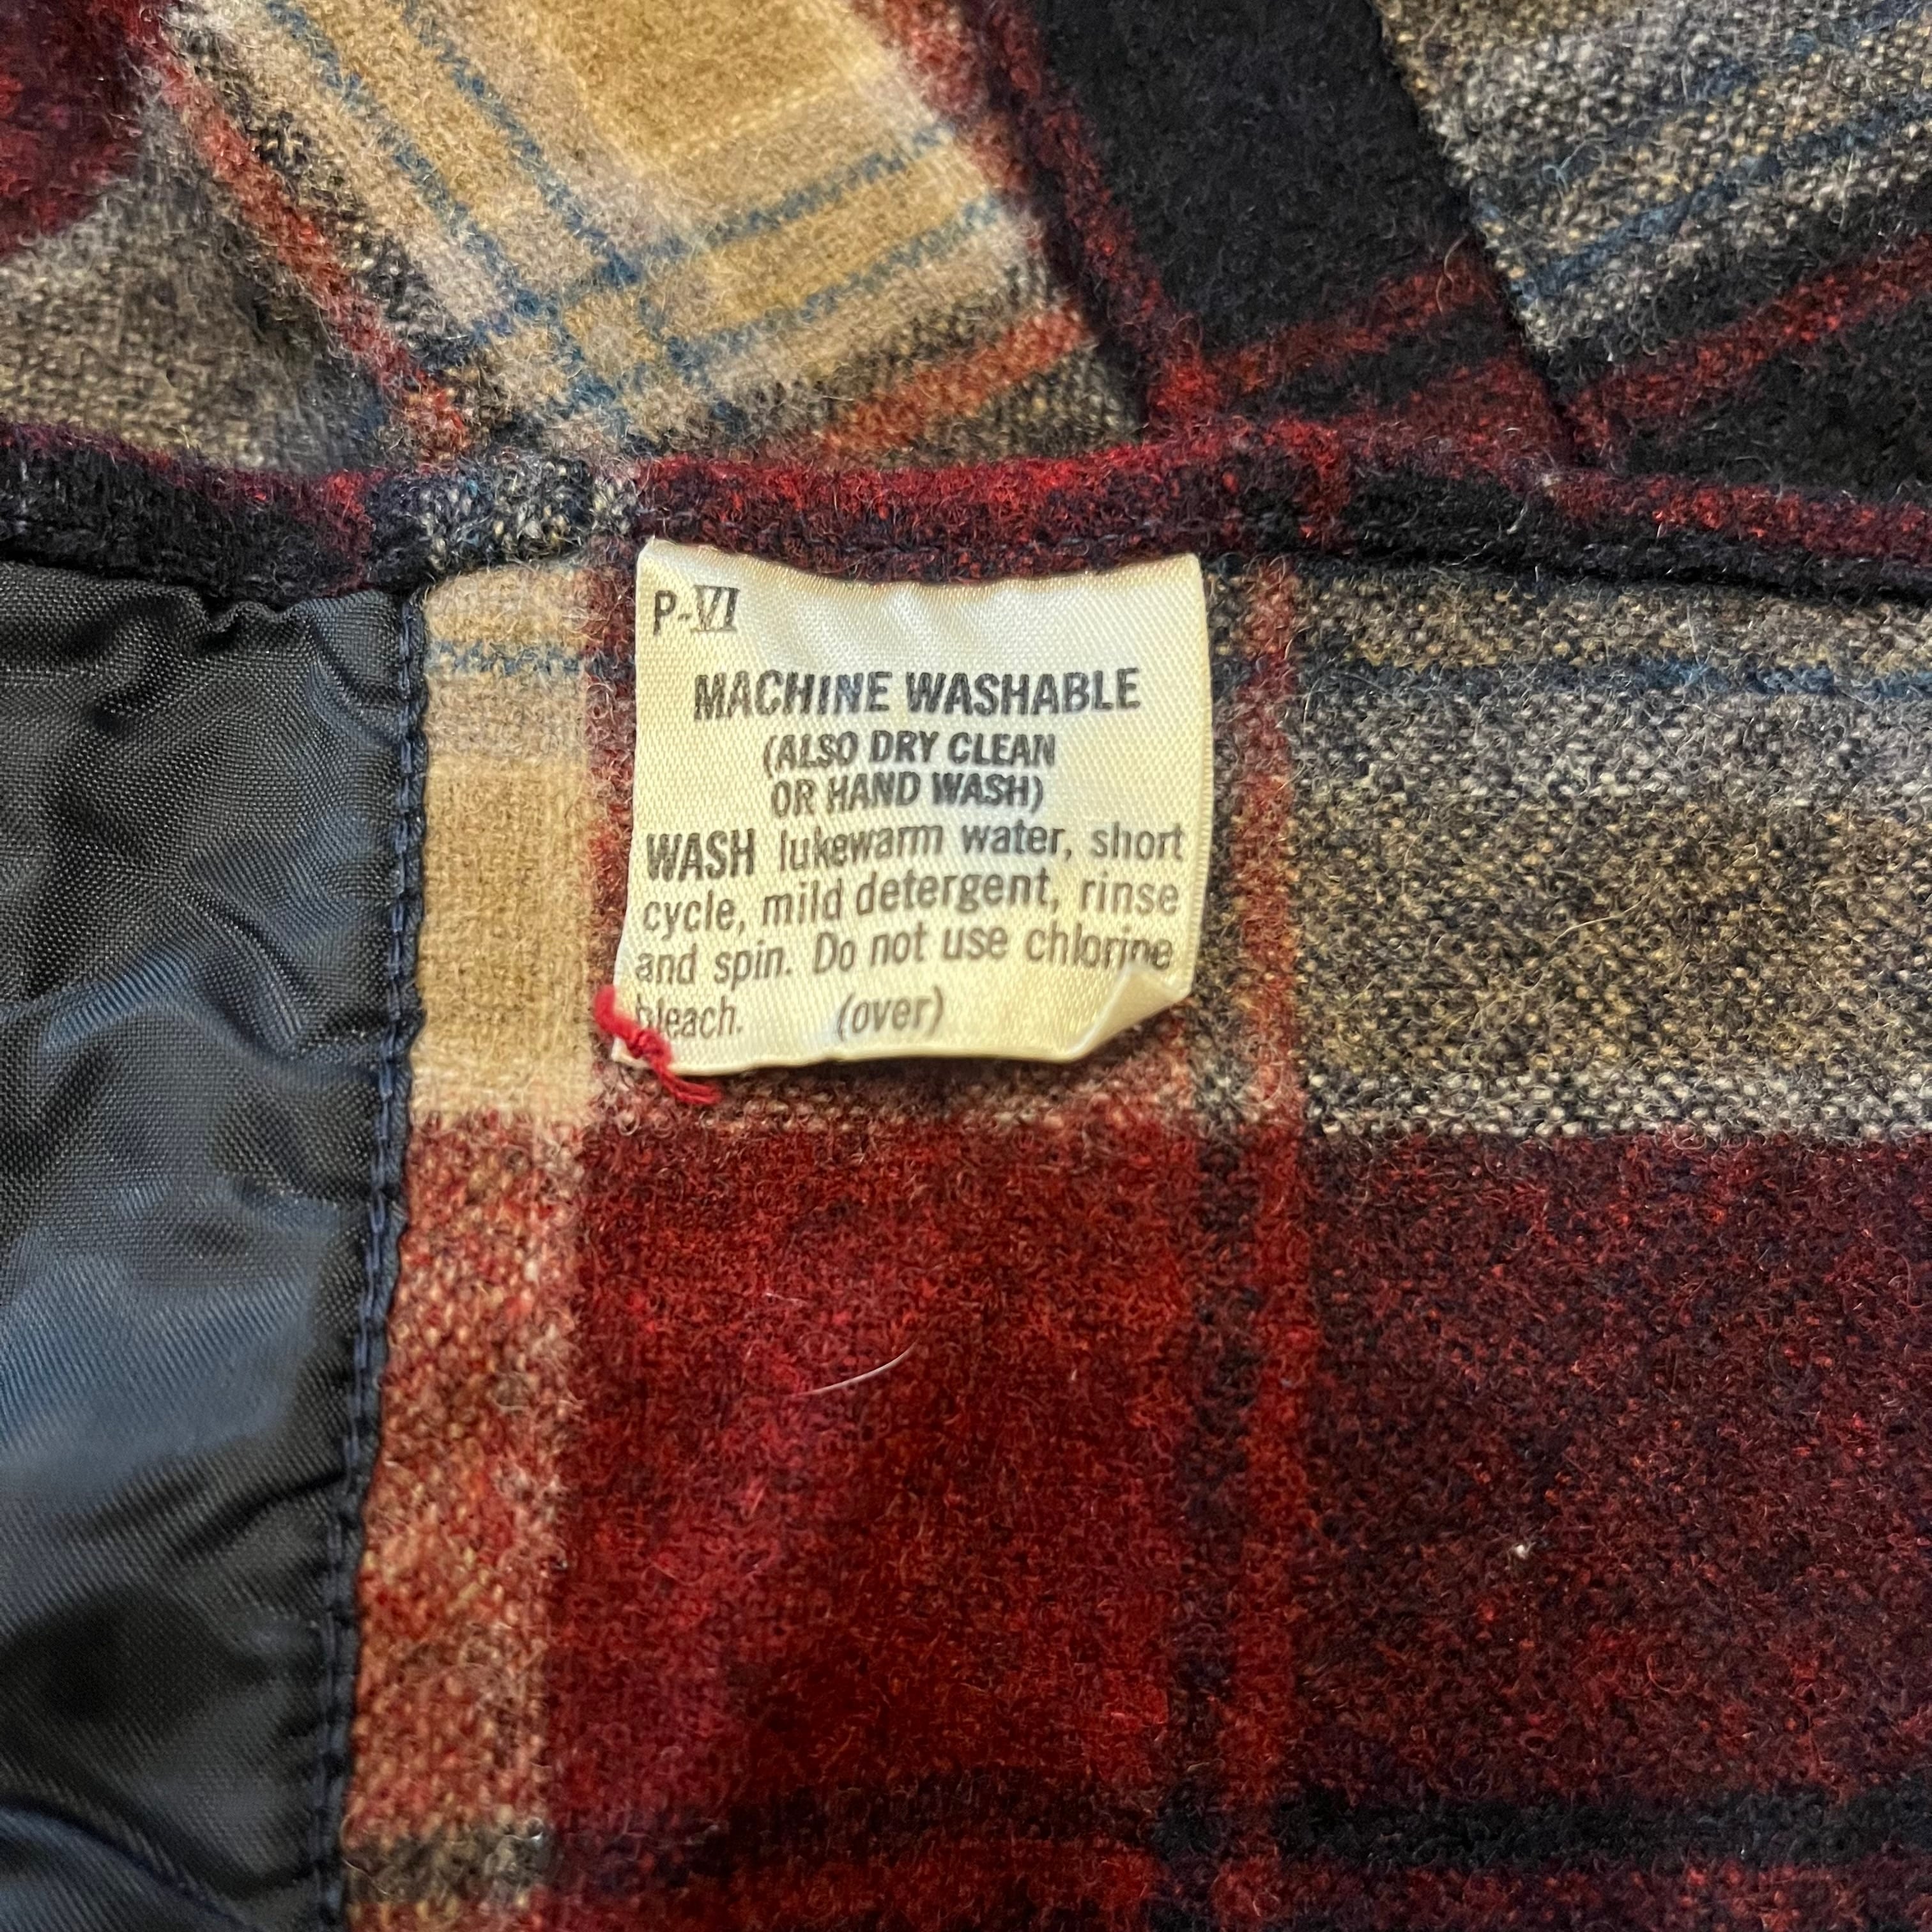 P-VI
MACHINE WASHABLE
(ALSO DRY CLEAN
OR HAND WASH)
WASH lukewarm water, short
cycle, mild detergent, rinse
and spin. Do not use chlorine
bleach. (over)